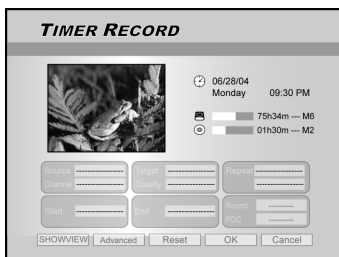 TIMER RECORD
06/28/04
Monday 09:30 PM
75h34m --- M6
01h30m --- M2
Source ---------------- Target ---------------- Repeat ----------------
Channel ---------------- Quality ---------------- ----------------
Start ---------------- End ---------------- Sound ----------
PDC ----------
SHOWVIEW Advanced Reset OK Cancel